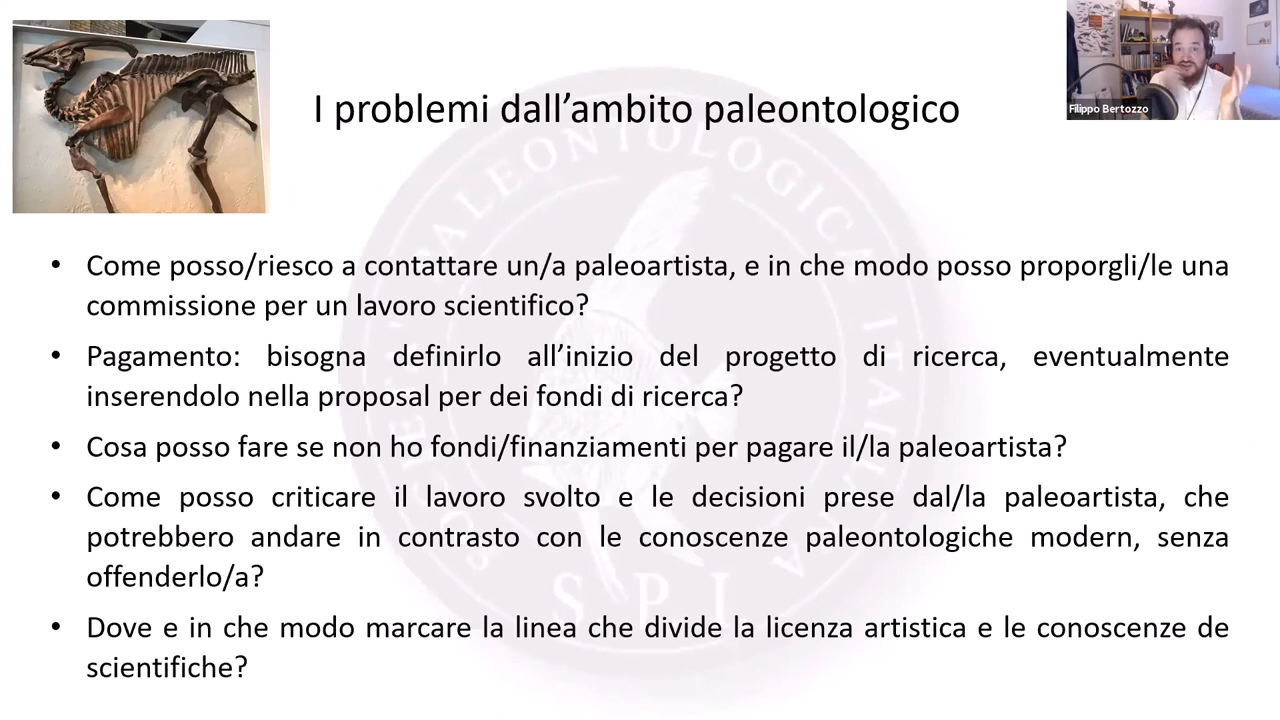 I problemi dall’ambito paleontologico
Filippo Bertozzo
• Come posso/riesco a contattare un/a paleoartista, e in che modo posso proporgli/le una
commissione per un lavoro scientifico?
• Pagamento: bisogna definirlo all’inizio del progetto di ricerca, eventualmente
inserendolo nella proposal per dei fondi di ricerca?
• Cosa posso fare se non ho fondi/finanziamenti per pagare il/la paleoartista?
• Come posso criticare il lavoro svolto e le decisioni prese dal/la paleoartista, che
potrebbero andare in contrasto con le conoscenze paleontologiche modern, senza
offenderlo/a?
• Dove e in che modo marcare la linea che divide la licenza artistica e le conoscenze de
scientifiche?
PALEONTOLOGICA
SPI